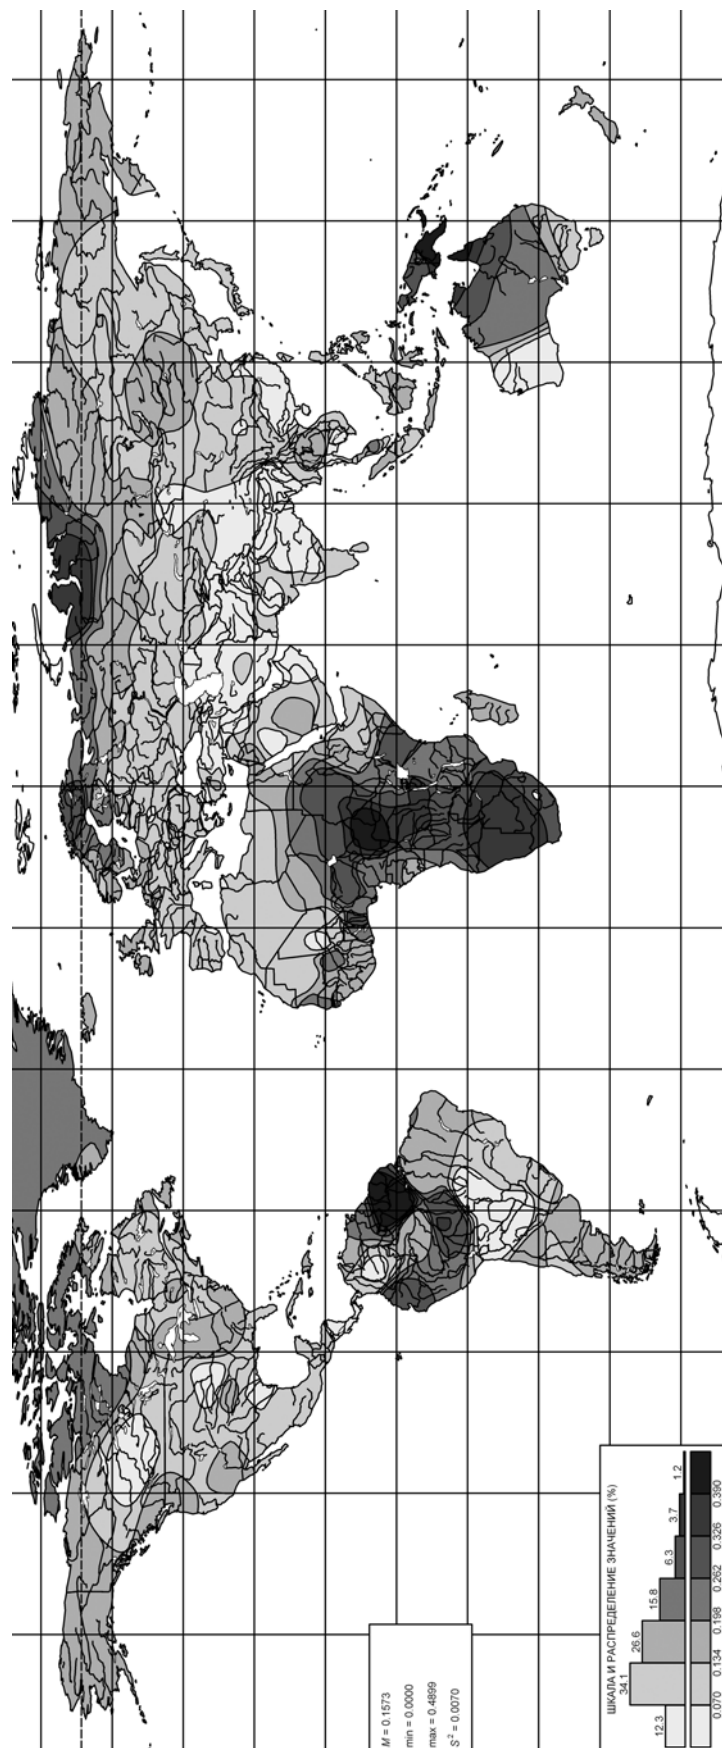 M = 0.1573
min = 0.0000
max = 0.4899
S² = 0.0070
ШКАЛА И РАСПРЕДЕЛЕНИЕ ЗНАЧЕНИЙ (%)
12.3 34.1 26.6 15.8 6.3 3.7 1.2
0.070 0.134 0.198 0.262 0.326 0.390